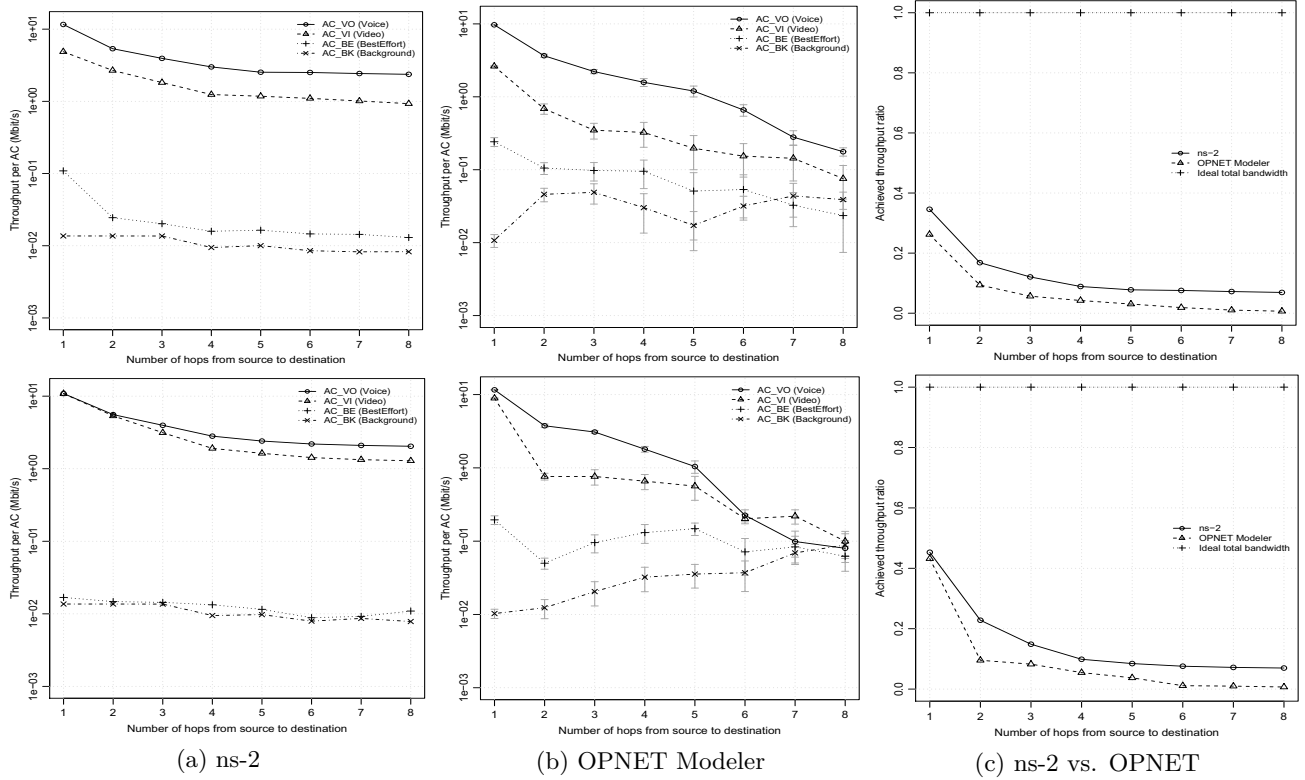 AC_VO (Voice)
AC_VI (Video)
AC_BE (BestEffort)
AC_BK (Background)
Throughput per AC (Mbit/s)
1e+01
1e+00
1e−01
1e−02
1e−03
1 2 3 4 5 6 7 8
Number of hops from source to destination
AC_VO (Voice)
AC_VI (Video)
AC_BE (BestEffort)
AC_BK (Background)
Throughput per AC (Mbit/s)
1e+01
1e+00
1e−01
1e−02
1e−03
1 2 3 4 5 6 7 8
Number of hops from source to destination
Achieved throughput ratio
1.0
0.8
0.6
0.4
0.2
0.0
ns−2
OPNET Modeler
Ideal total bandwidth
1 2 3 4 5 6 7 8
Number of hops from source to destination
AC_VO (Voice)
AC_VI (Video)
AC_BE (BestEffort)
AC_BK (Background)
Throughput per AC (Mbit/s)
1e+01
1e+00
1e−01
1e−02
1e−03
1 2 3 4 5 6 7 8
Number of hops from source to destination
AC_VO (Voice)
AC_VI (Video)
AC_BE (BestEffort)
AC_BK (Background)
Throughput per AC (Mbit/s)
1e+01
1e+00
1e−01
1e−02
1e−03
1 2 3 4 5 6 7 8
Number of hops from source to destination
Achieved throughput ratio
1.0
0.8
0.6
0.4
0.2
0.0
ns−2
OPNET Modeler
Ideal total bandwidth
1 2 3 4 5 6 7 8
Number of hops from source to destination
(a) ns-2
(b) OPNET Modeler
(c) ns-2 vs. OPNET